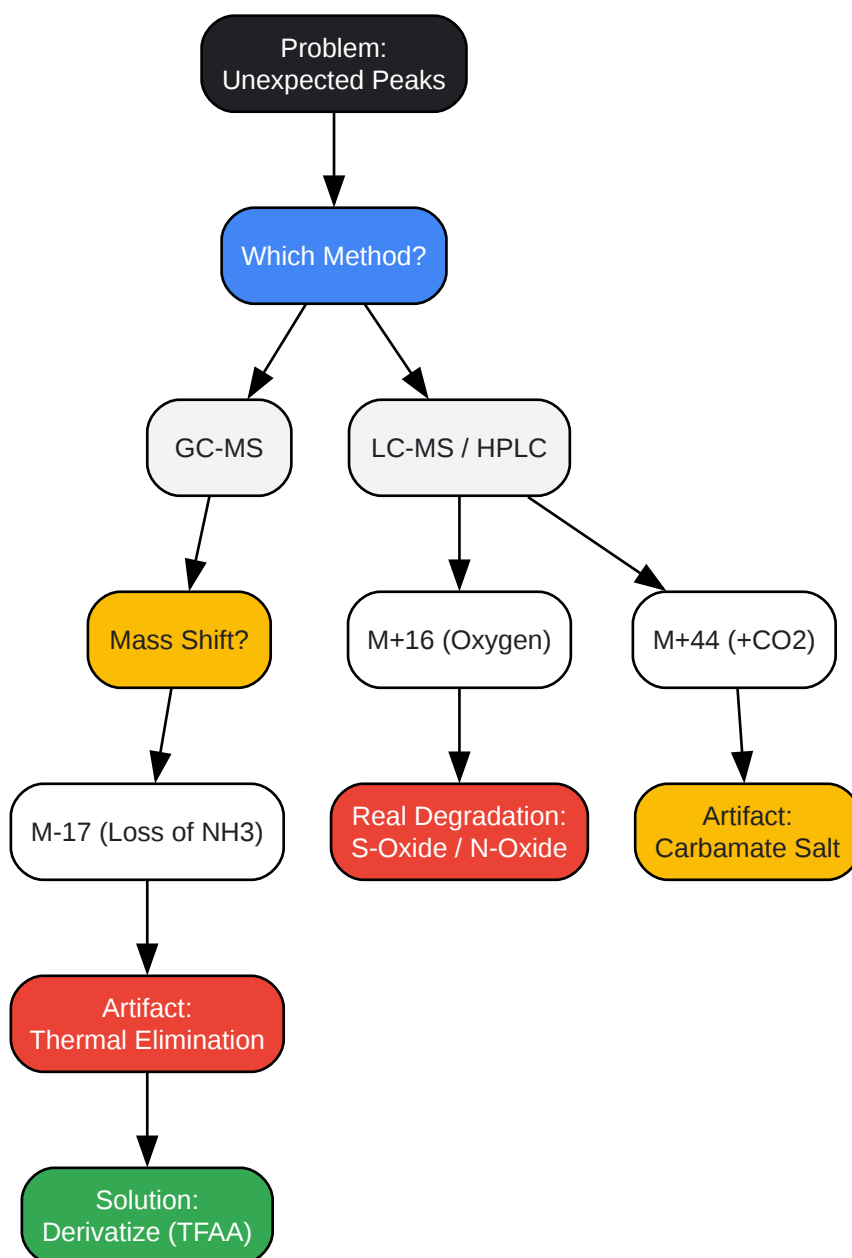 Problem:
Unexpected Peaks
Which Method?
GC-MS
LC-MS / HPLC
Mass Shift?
M+16 (Oxygen)
M+44 (+CO2)
M-17 (Loss of NH3)
Real Degradation:
S-Oxide / N-Oxide
Artifact:
Carbamate Salt
Artifact:
Thermal Elimination
Solution:
Derivatize (TFAA)